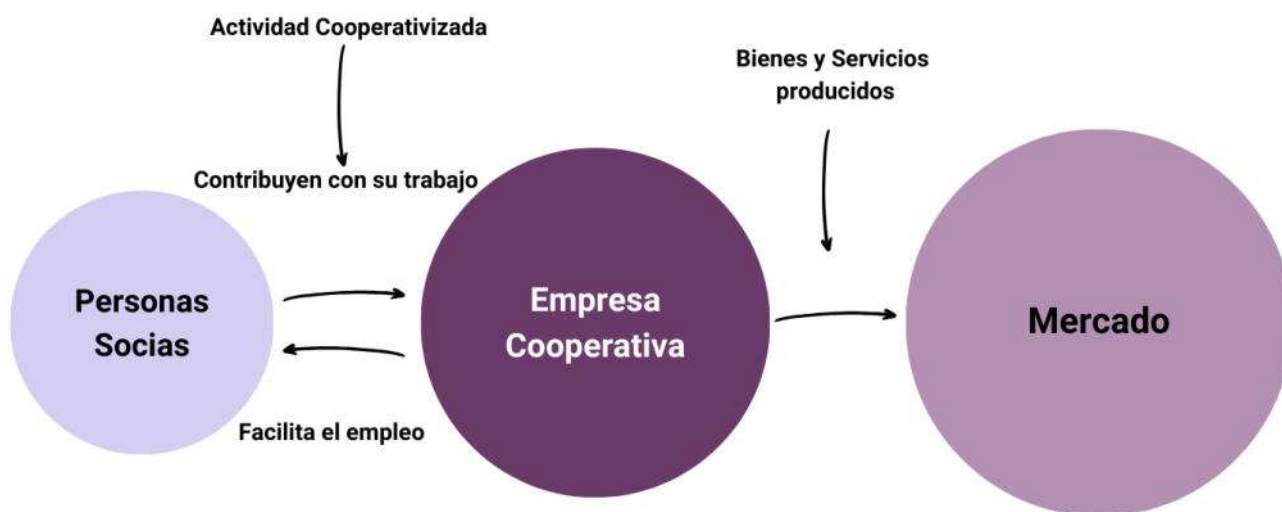 Actividad Cooperativizada
Bienes y Servicios
producidos
Contribuyen con su trabajo
Personas
Socias
Empresa
Cooperativa
Mercado
Facilita el empleo